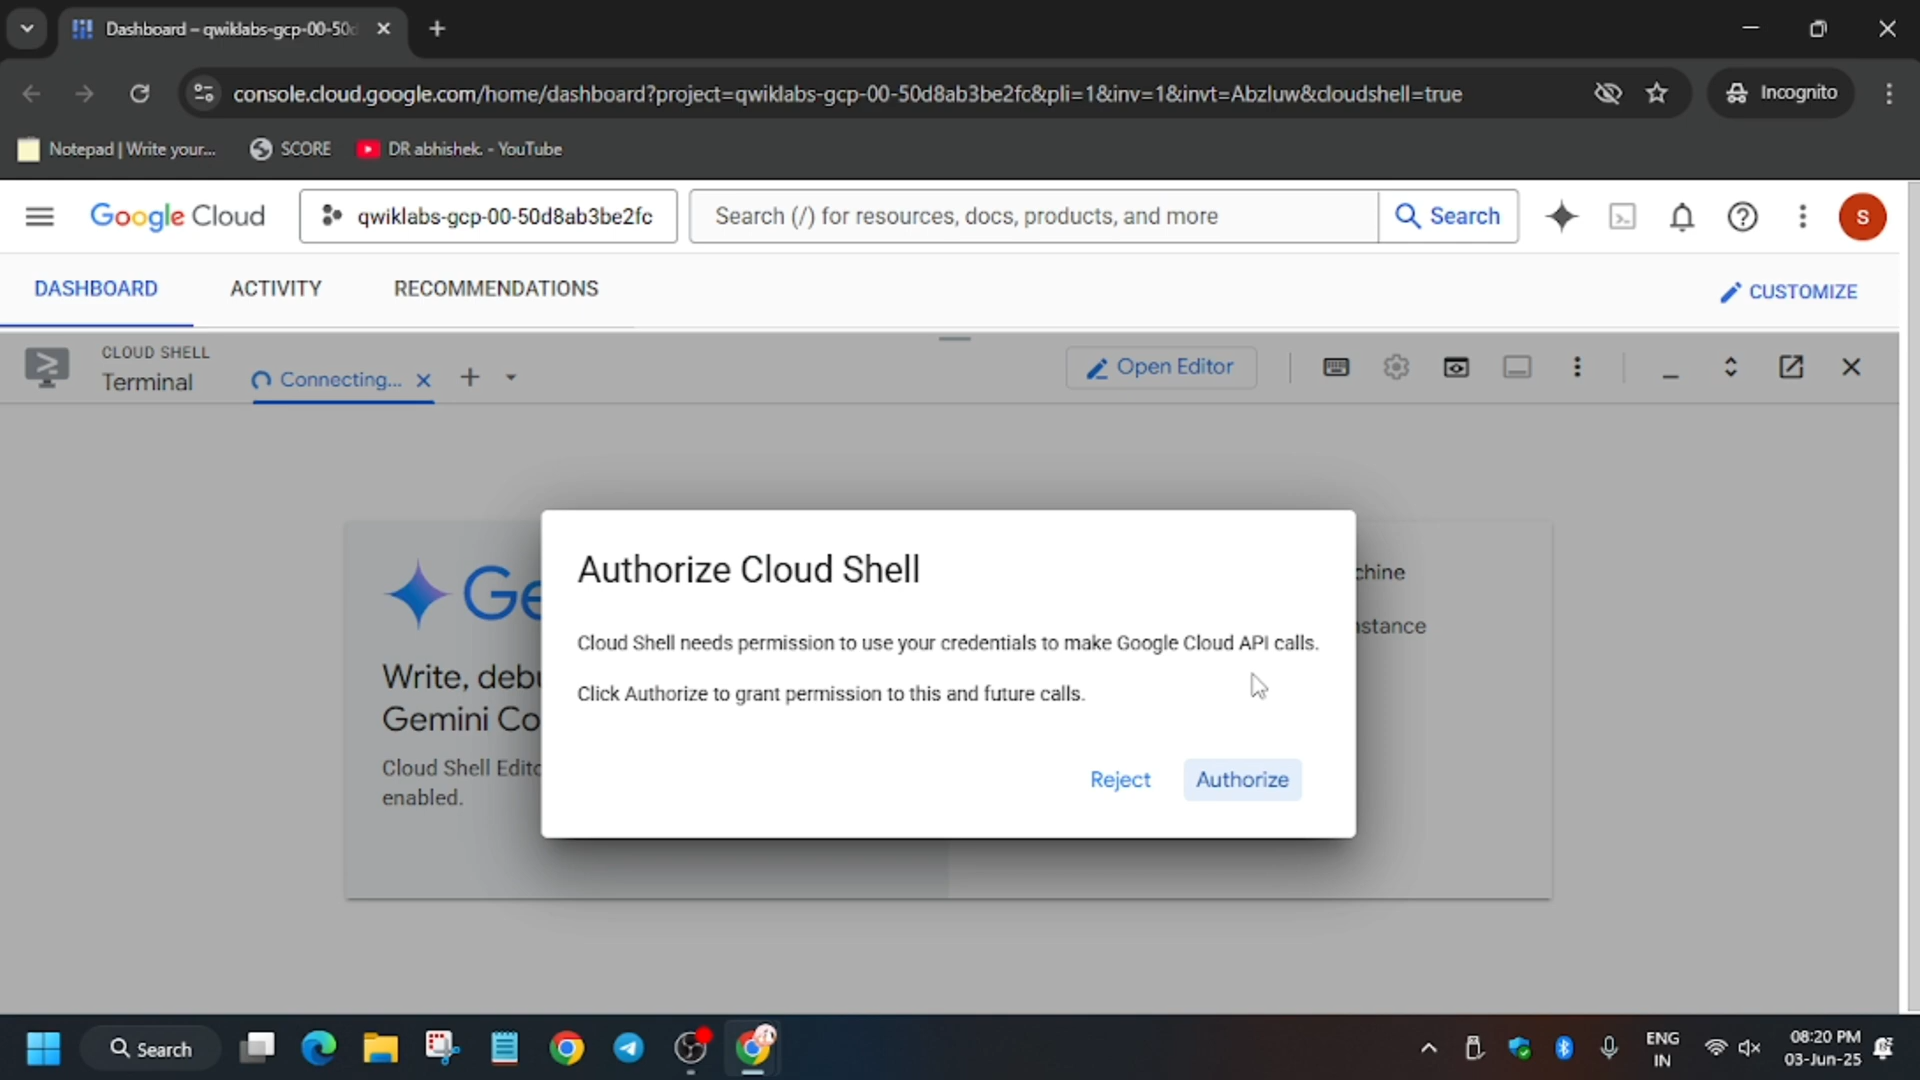 Dashboard – qwiklabs-gcp-00-50d
console.cloud.google.com/home/dashboard?project=qwiklabs-gcp-00-50d8ab3be2fc&pli=1&inv=1&invt=Abzluw&cloudshell=true
Incognito
Notepad | Write your...
SCORE
DR abhishek. - YouTube
Google Cloud
qwiklabs-gcp-00-50d8ab3be2fc
Search (/) for resources, docs, products, and more
Search
S
DASHBOARD
ACTIVITY
RECOMMENDATIONS
CUSTOMIZE
CLOUD SHELL
Terminal
Connecting...
Open Editor
Ge
chine
Authorize Cloud Shell
stance
Cloud Shell needs permission to use your credentials to make Google Cloud API calls.
Write, debu
Click Authorize to grant permission to this and future calls.
Gemini Co
Cloud Shell Edito
enabled.
Reject
Authorize
Search
ENG
IN
08:20 PM
03-Jun-25